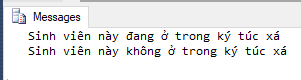 Messages
Sinh viên này đang ở trong ký túc xá
Sinh viên này không ở trong ký túc xá